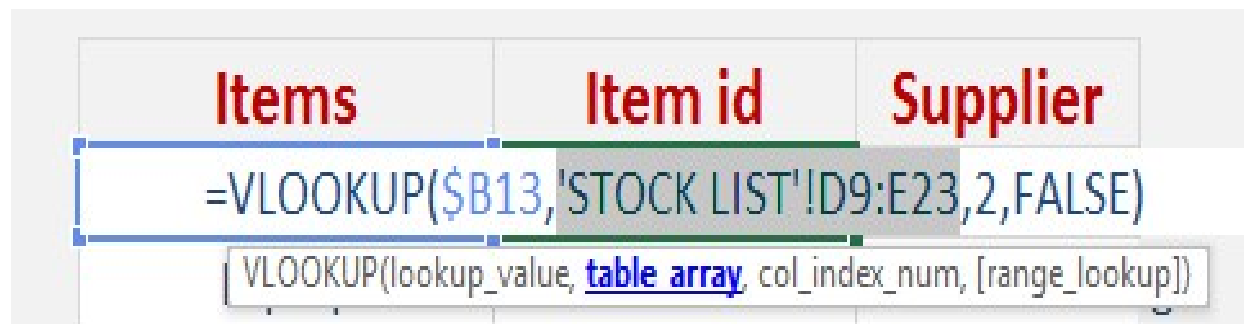 Items Item id Supplier
=VLOOKUP($B13,'STOCK LIST'!D9:E23,2,FALSE)
VLOOKUP(lookup_value, table_array, col_index_num, [range_lookup])